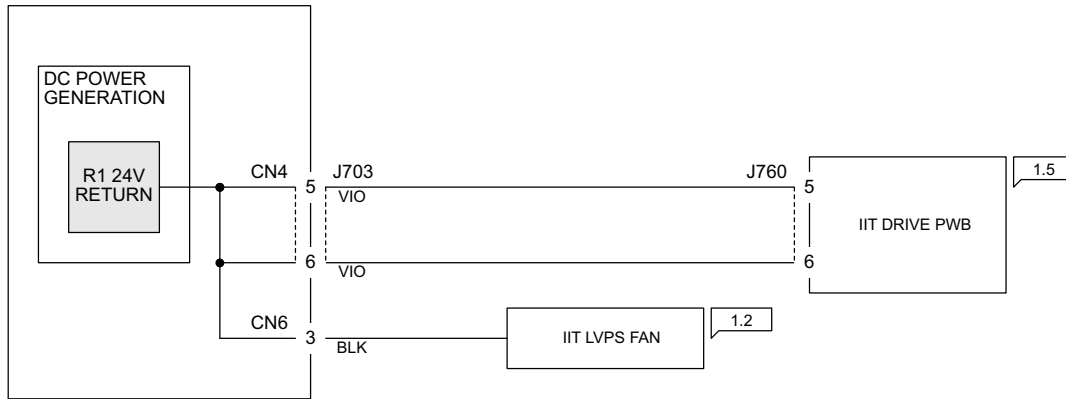 DC POWER
GENERATION
R1 24V
RETURN
CN4
5
J703
VIO
J760
5
1.5
IIT DRIVE PWB
6
VIO
6
CN6
3
BLK
IIT LVPS FAN
1.2